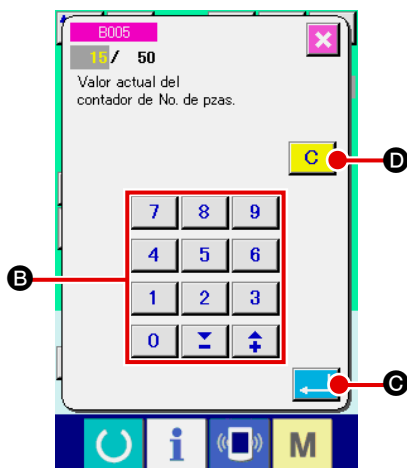 B005
15/ 50
Valor actual del
contador de No. de pzas.
C
D
7 8 9
4 5 6
B
1 2 3
0
C
i M